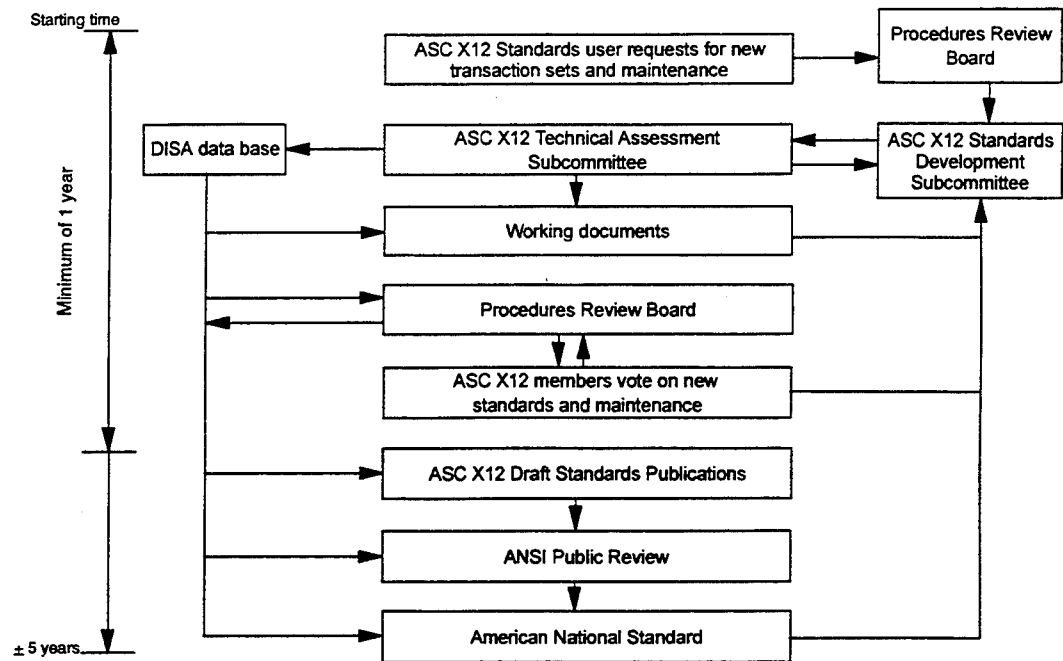 Starting time
ASC X12 Standards user requests for new
transaction sets and maintenance
Procedures Review
Board
DISA data base
ASC X12 Technical Assessment
Subcommittee
ASC X12 Standards
Development
Subcommittee
Minimum of 1 year
Working documents
Procedures Review Board
ASC X12 members vote on new
standards and maintenance
ASC X12 Draft Standards Publications
ANSI Public Review
American National Standard
± 5 years